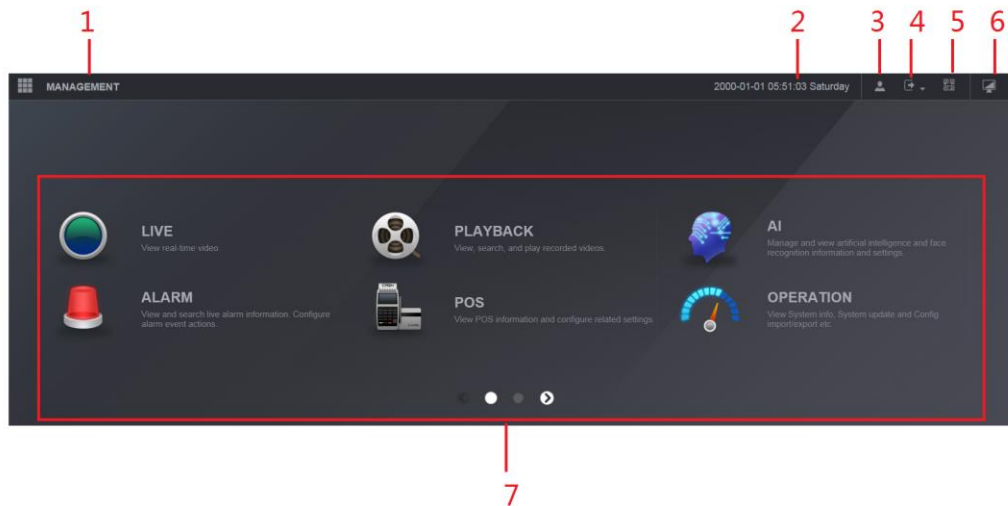 1 2 3 4 5 6
MANAGEMENT 2000-01-01 05:51:03 Saturday
LIVE
View real-time video
PLAYBACK
View, search, and play recorded videos.
AI
Manage and view artificial intelligence and face
recognition information and settings.
ALARM
View and search live alarm information. Configure
alarm event actions.
POS
View POS information and configure related settings
OPERATION
View System info, System update and Config
import/export etc.
7